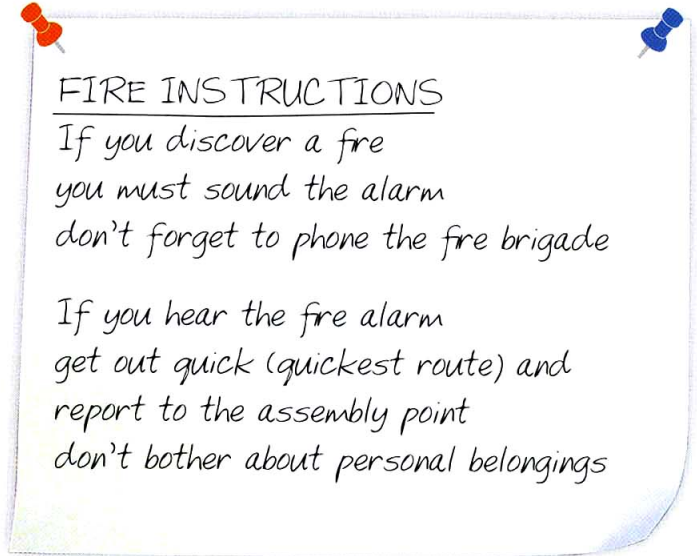 FIRE INSTRUCTIONS
If you discover a fire
you must sound the alarm
don't forget to phone the fire brigade
If you hear the fire alarm
get out quick (quickest route) and
report to the assembly point
don't bother about personal belongings